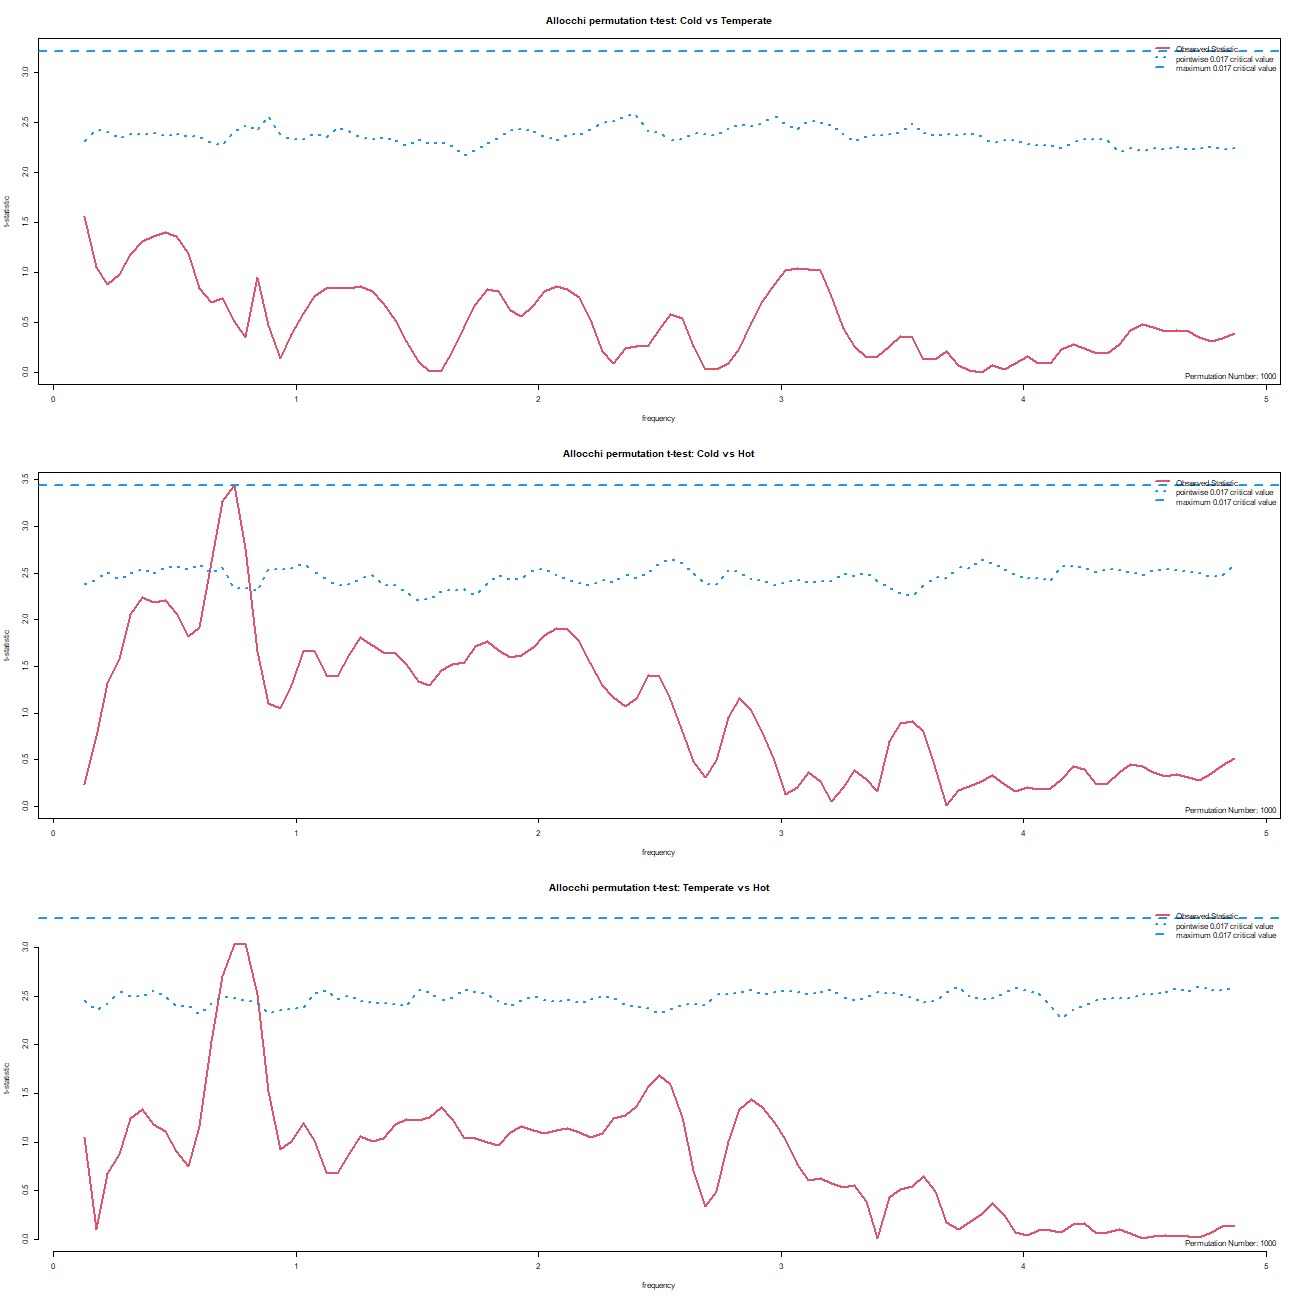 Allocchi permutation t-test: Cold vs Temperate
Observed Statistic
pointwise 0.017 critical value
maximum 0.017 critical value
t-statistic
3.0
2.5
2.0
1.5
1.0
0.5
0.0
Permutation Number: 1000
0 1 2 3 4 5
frequency
Allocchi permutation t-test: Cold vs Hot
Observed Statistic
pointwise 0.017 critical value
maximum 0.017 critical value
t-statistic
3.5
3.0
2.5
2.0
1.5
1.0
0.5
0.0
Permutation Number: 1000
0 1 2 3 4 5
frequency
Allocchi permutation t-test: Temperate vs Hot
Observed Statistic
pointwise 0.017 critical value
maximum 0.017 critical value
t-statistic
3.0
2.5
2.0
1.5
1.0
0.5
0.0
Permutation Number: 1000
0 1 2 3 4 5
frequency